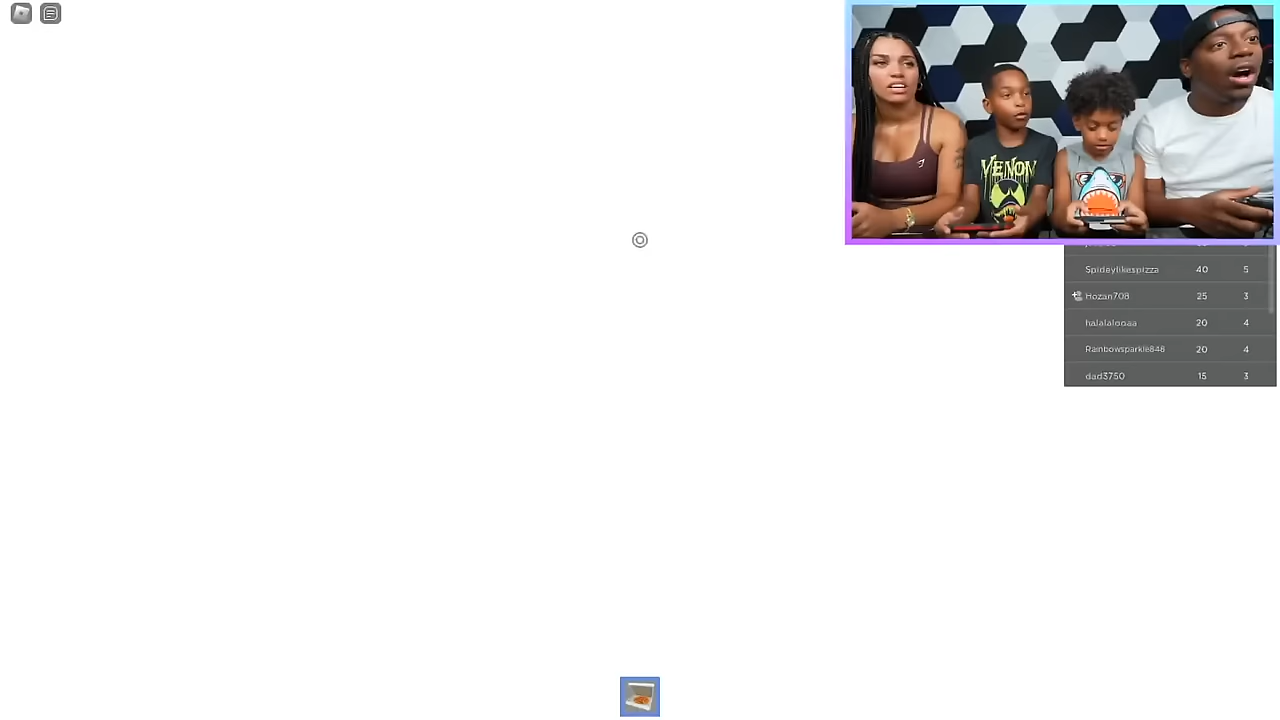 VENOM
Spideylikespizza 40 5
Hozan708 25 3
halalalooaa 20 4
Rainbowsparkle848 20 4
dad3750 15 3